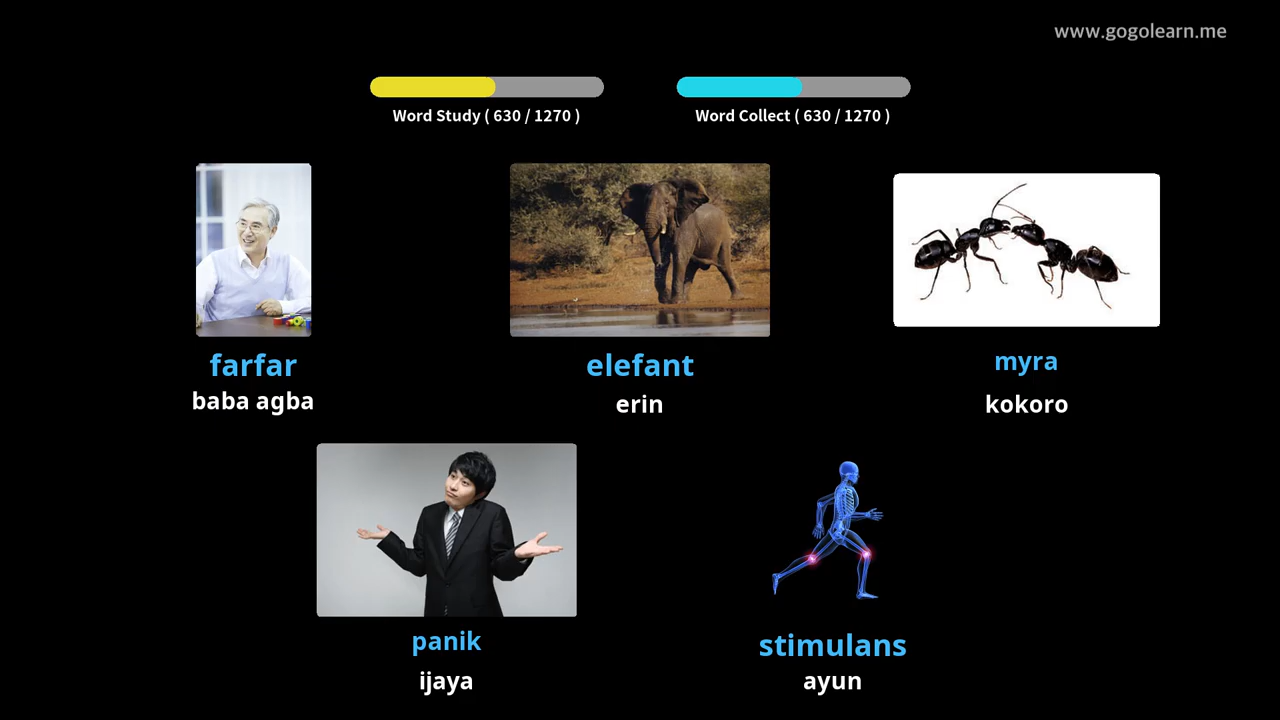 www.gogolearn.me
Word Study ( 630 / 1270 )
Word Collect ( 630 / 1270 )
farfar
baba agba
elefant
erin
myra
kokoro
panik
ijaya
stimulans
ayun